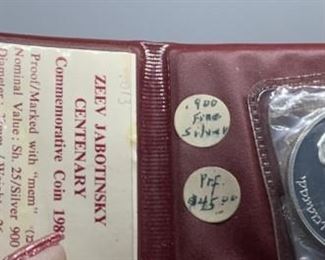 ZEEV JABOTINSKY
CENTENARY
Commemorative Coin 198
Proof/Marked with "mem"
Nominal Value: Sh. 25/Silver 900
Diameter:
.900
Fine
Silver
Prf.
$45.00